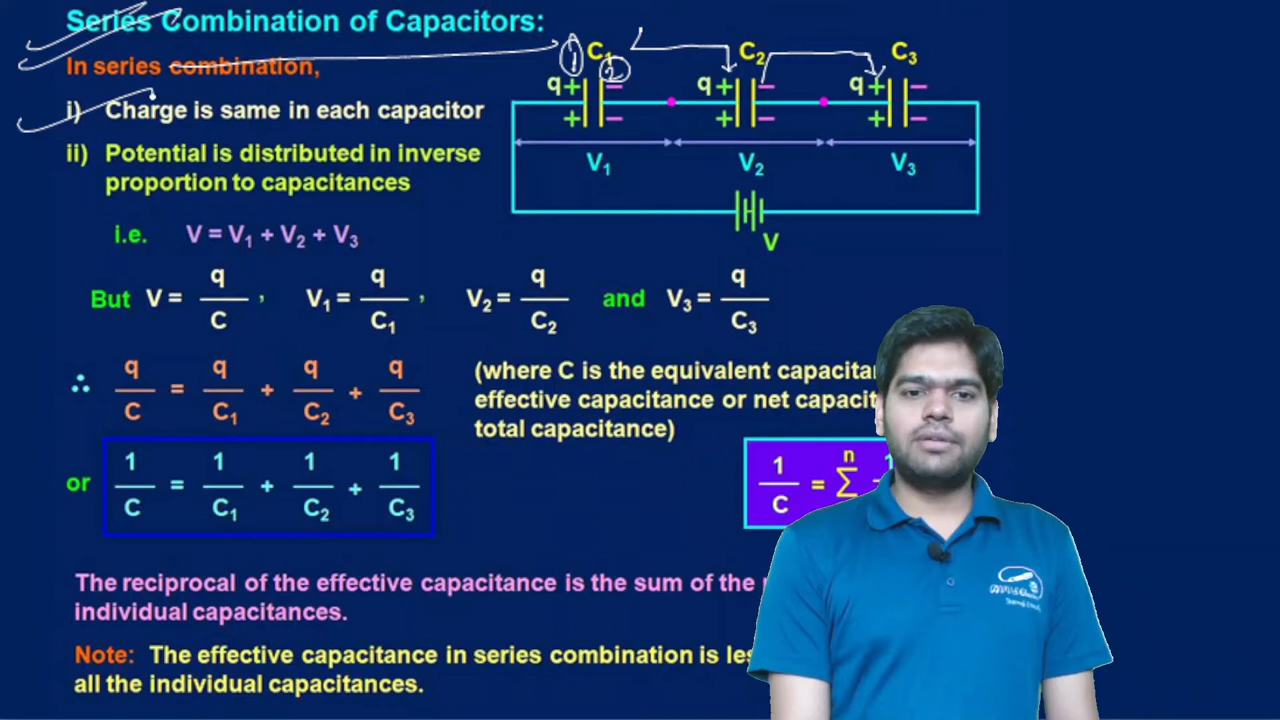 Series Combination of Capacitors:
In series combination,
i) Charge is same in each capacitor
ii) Potential is distributed in inverse
proportion to capacitances
i.e. V = V₁ + V₂ + V₃
But V = q/C , V₁ = q/C₁ , V₂ = q/C₂ and V₃ = q/C₃
∴ q/C = q/C₁ + q/C₂ + q/C₃
(where C is the equivalent
effective capacitance or net
total capacitance)
or 1/C = 1/C₁ + 1/C₂ + 1/C₃
1/C = n ∑
The reciprocal of the effective capacitance is the sum of the
individual capacitances.
Note: The effective capacitance in series combination is
all the individual capacitances.
1 C₁ 2 C₂ C₃
q + − q + − q + −
+ − + − + −
V₁ V₂ V₃
V